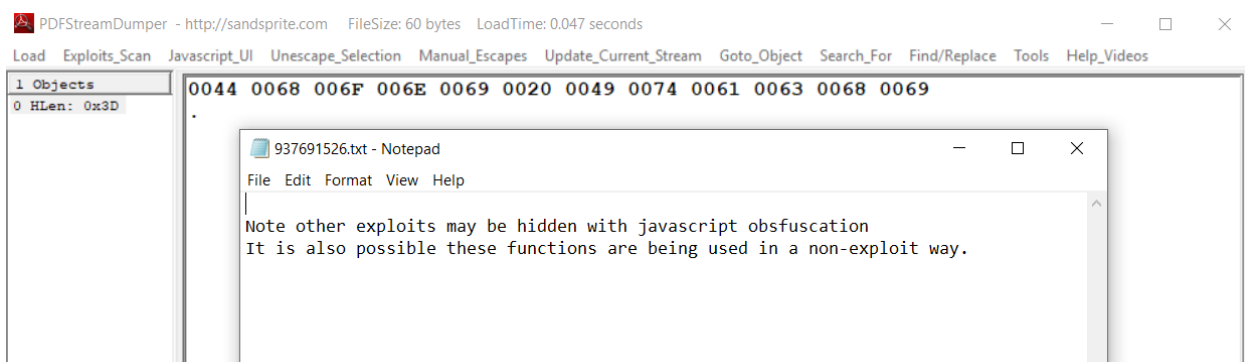 PDFStreamDumper - http://sandsprite.com FileSize: 60 bytes LoadTime: 0.047 seconds
Load Exploits_Scan Javascript_UI Unescape_Selection Manual_Escapes Update_Current_Stream Goto_Object Search_For Find/Replace Tools Help_Videos
1 Objects
0 HLen: 0x3D
0044 0068 006F 006E 0069 0020 0049 0074 0061 0063 0068 0069
.
937691526.txt - Notepad
File Edit Format View Help
Note other exploits may be hidden with javascript obsfuscation
It is also possible these functions are being used in a non-exploit way.